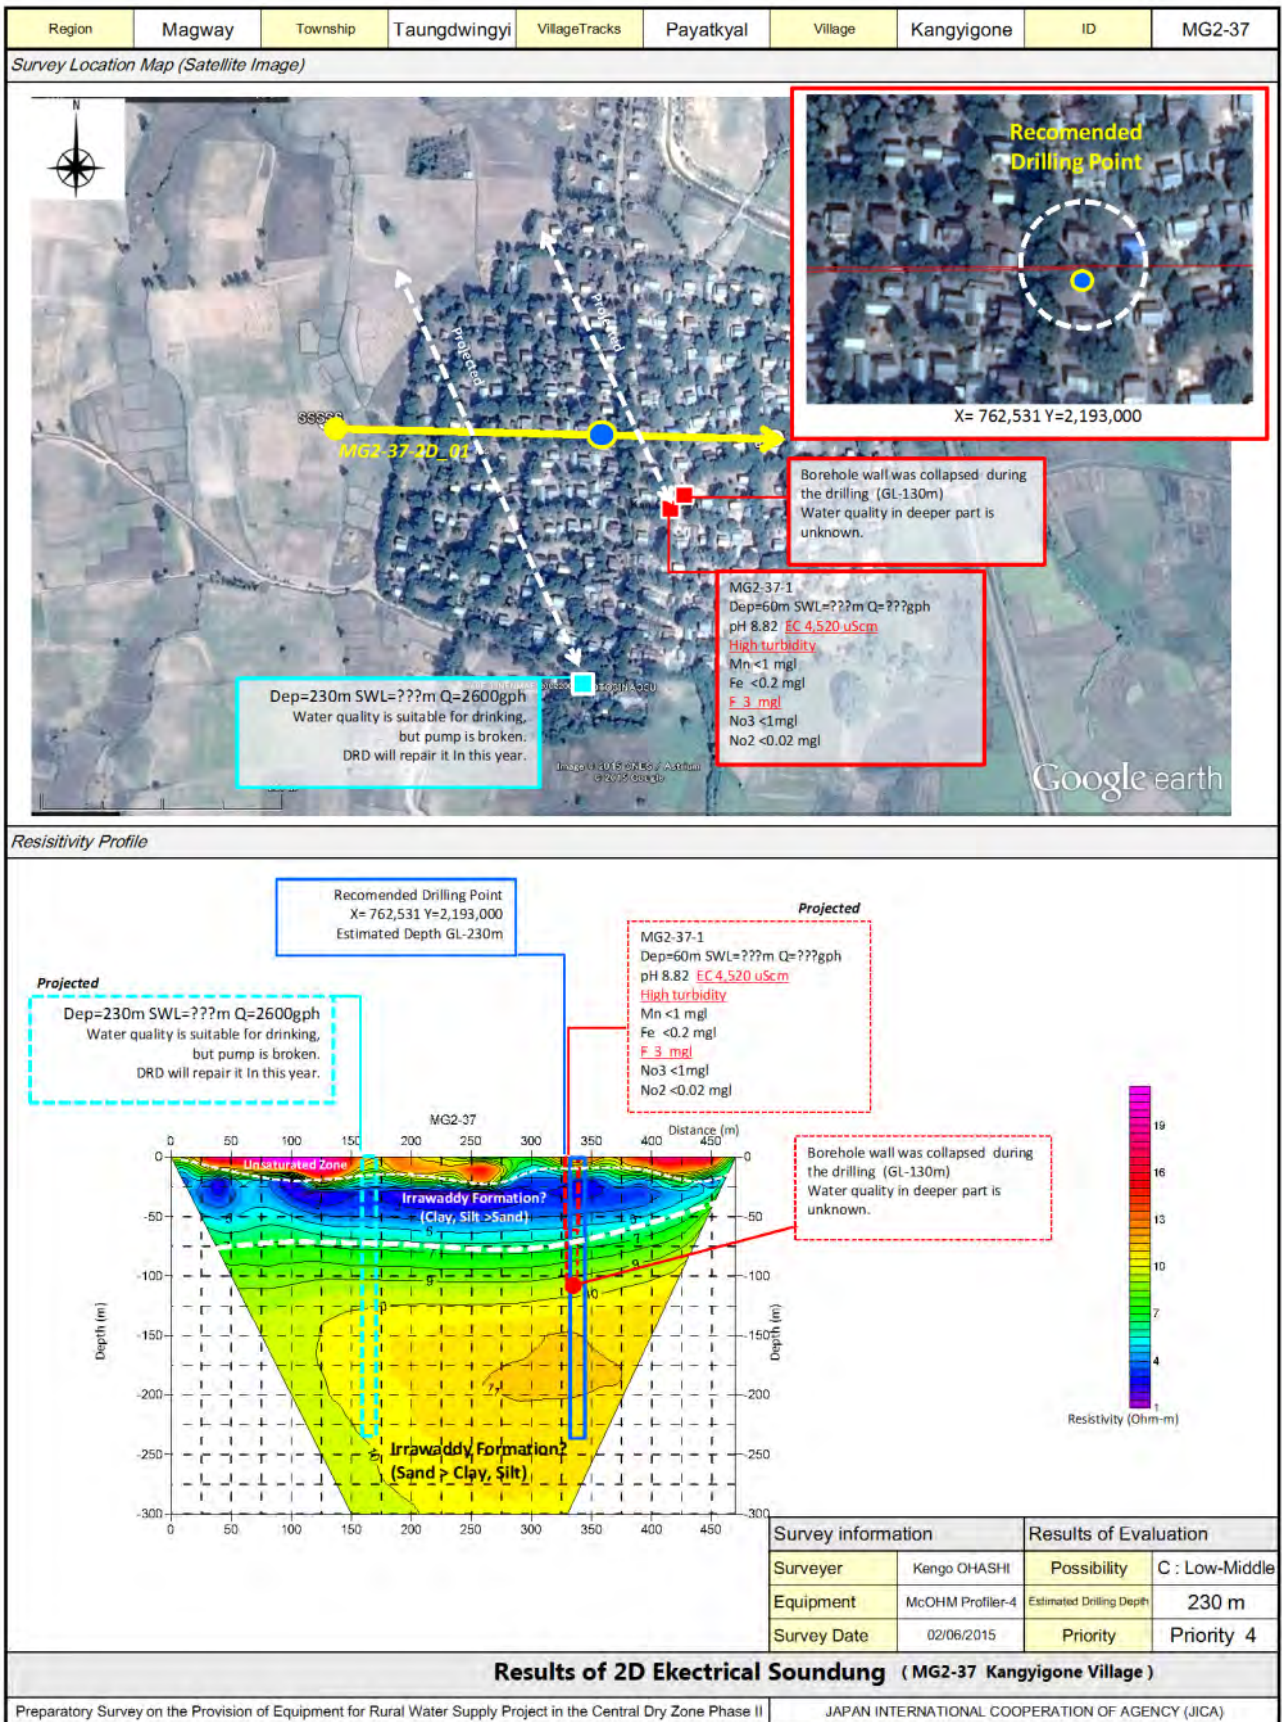 Region Magway Township Taungdwingyi VillageTracks Payatkyal Village Kangyigone ID MG2-37
Survey Location Map (Satellite Image)
N
Recomended
Drilling Point
X= 762,531 Y=2,193,000
Projected
Projected
MG2-37-2D_01
Borehole wall was collapsed during
the drilling (GL-130m)
Water quality in deeper part is
unknown.
MG2-37-1
Dep=60m SWL=???m Q=???gph
pH 8.82 EC 4,520 uScm
High turbidity
Mn <1 mgl
Fe <0.2 mgl
F 3 mgl
No3 <1mgl
No2 <0.02 mgl
Dep=230m SWL=???m Q=2600gph
Water quality is suitable for drinking,
but pump is broken.
DRD will repair it In this year.
Image © 2015 CNES / Astrium
© 2015 Google
Google earth
Resisitivity Profile
Recomended Drilling Point
X= 762,531 Y=2,193,000
Estimated Depth GL-230m
Projected
MG2-37-1
Dep=60m SWL=???m Q=???gph
pH 8.82 EC 4,520 uScm
High turbidity
Mn <1 mgl
Fe <0.2 mgl
F 3 mgl
No3 <1mgl
No2 <0.02 mgl
Projected
Dep=230m SWL=???m Q=2600gph
Water quality is suitable for drinking,
but pump is broken.
DRD will repair it In this year.
MG2-37
Distance (m)
0 50 100 150 200 250 300 350 400 450
Borehole wall was collapsed during
the drilling (GL-130m)
Water quality in deeper part is
unknown.
Unsaturated Zone
Irrawaddy Formation?
(Clay, Silt >Sand)
0
-50
-100
-150
-200
-250
-300
Depth (m)
0
-50
-100
-150
-200
-250
-300
Depth (m)
Irrawaddy Formation?
(Sand > Clay, Silt)
0 50 100 150 200 250 300 350 400 450
19
16
13
10
7
4
1
Resistivity (Ohm-m)
Survey information Results of Evaluation
Surveyor Kengo OHASHI Possibility C : Low-Middle
Equipment McOHM Profiler-4 Estimated Drilling Depth 230 m
Survey Date 02/06/2015 Priority Priority 4
Results of 2D Ekectrical Soundung ( MG2-37 Kangyigone Village )
Preparatory Survey on the Provision of Equipment for Rural Water Supply Project in the Central Dry Zone Phase II JAPAN INTERNATIONAL COOPERATION OF AGENCY (JICA)